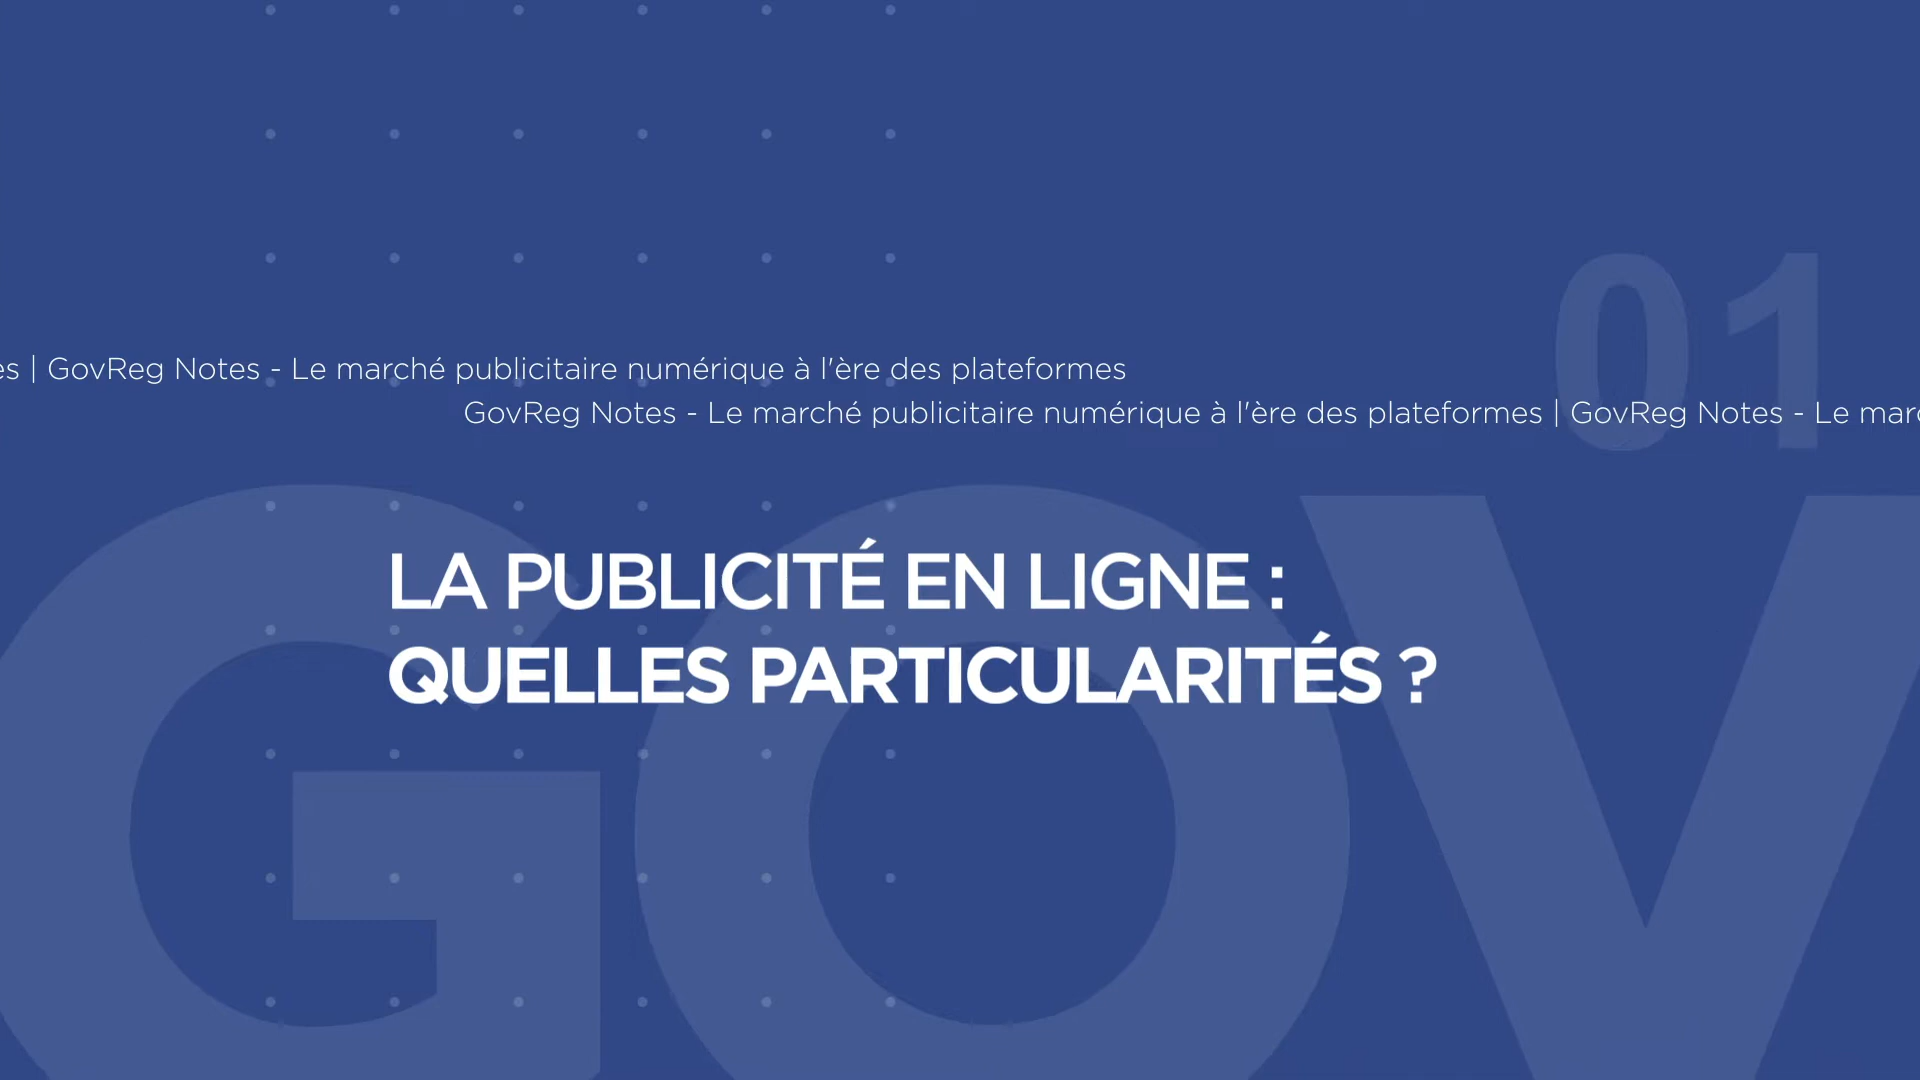 01
es | GovReg Notes - Le marché publicitaire numérique à l'ère des plateformes
GovReg Notes - Le marché publicitaire numérique à l'ère des plateformes | GovReg Notes - Le marc
LA PUBLICITÉ EN LIGNE :
QUELLES PARTICULARITÉS ?
GOV